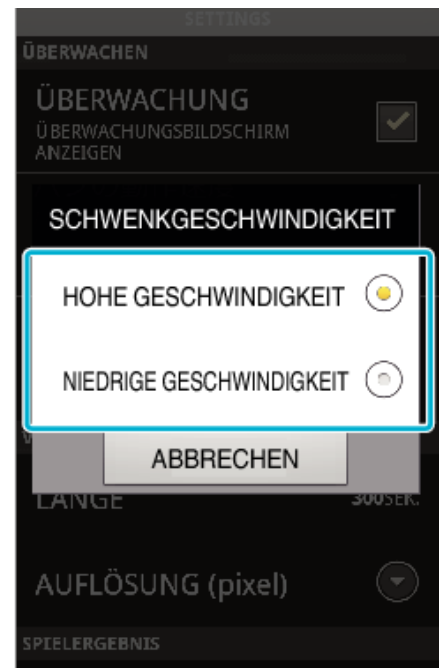 SETTINGS
ÜBERWACHEN
ÜBERWACHUNG
ÜBERWACHUNGSBILDSCHIRM
ANZEIGEN
SCHWENKGESCHWINDIGKEIT
HOHE GESCHWINDIGKEIT
NIEDRIGE GESCHWINDIGKEIT
ABBRECHEN
LÄNGE 300SEK.
AUFLÖSUNG (pixel)
SPIELERGEBNIS